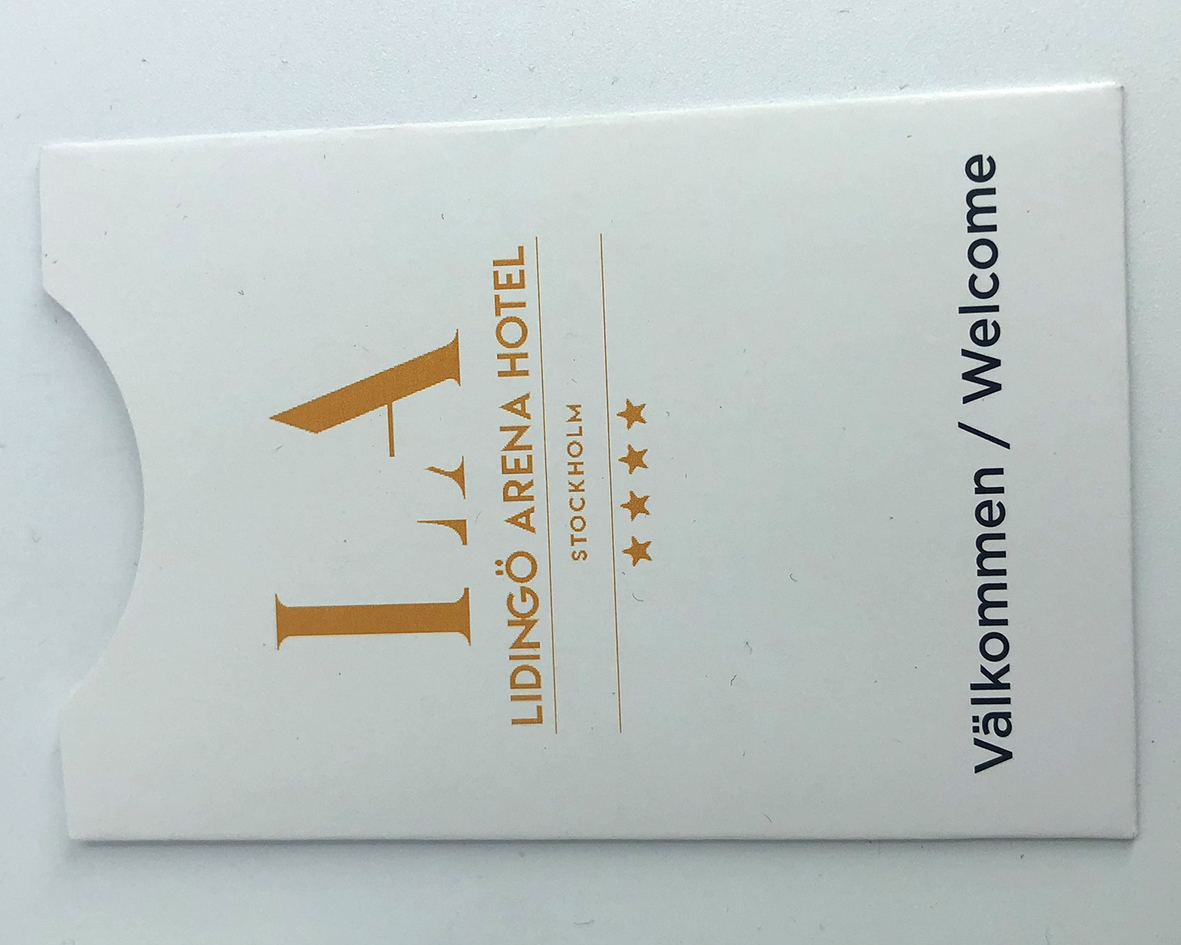 LA
LIDINGÖ ARENA HOTEL
STOCKHOLM
Välkommen / Welcome